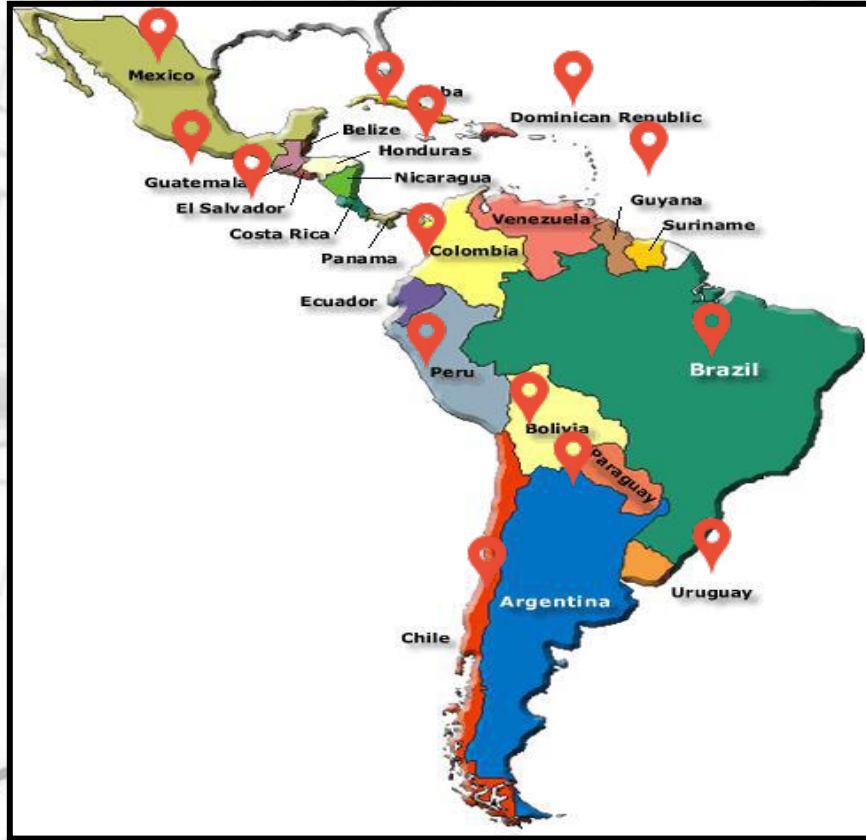 Mexico
ba
Dominican Republic
Belize
Honduras
Guatemala
Nicaragua
El Salvador
Guyana
Costa Rica
Venezuela
Suriname
Panama
Colombia
Ecuador
Peru
Brazil
Bolivia
Paraguay
Uruguay
Argentina
Chile